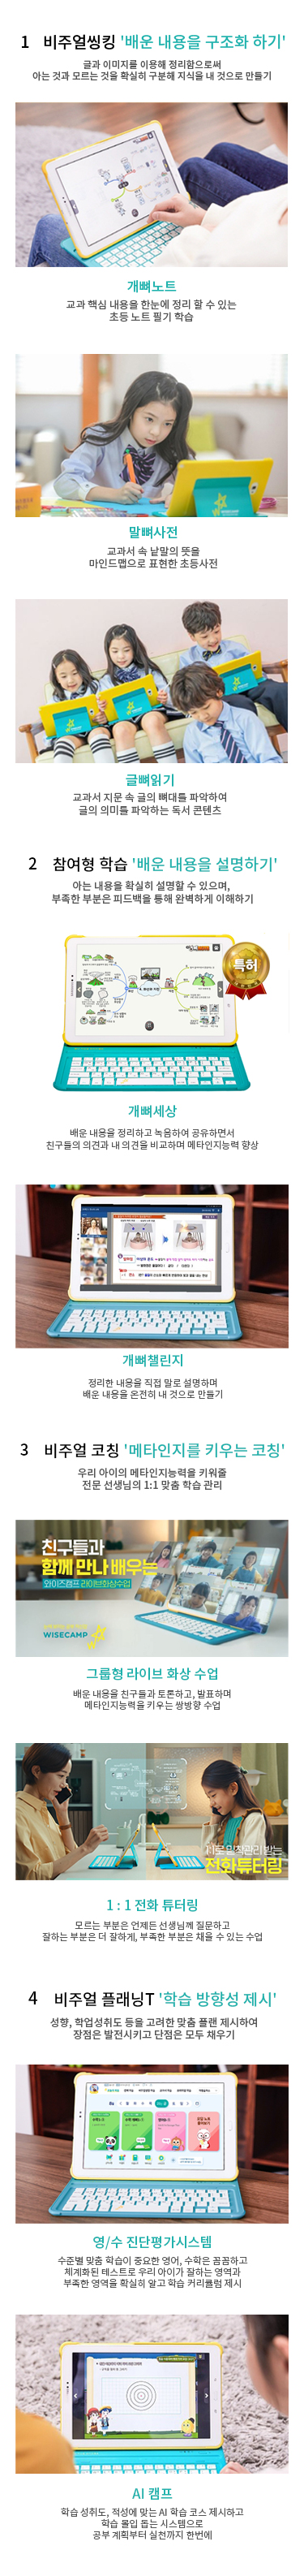 1 비주얼씽킹 '배운 내용을 구조화 하기'
글과 이미지를 이용해 정리함으로써
아는 것과 모르는 것을 확실히 구분해 지식을 내 것으로 만들기
개뼈노트
교과 핵심 내용을 한눈에 정리 할 수 있는
초등 노트 필기 학습
말뼈사전
교과서 속 낱말의 뜻을
마인드맵으로 표현한 초등사전
글뼈읽기
교과서 지문 속 글의 뼈대를 파악하여
글의 의미를 파악하는 독서 콘텐츠
2 참여형 학습 '배운 내용을 설명하기'
아는 내용을 확실히 설명할 수 있으며,
부족한 부분은 피드백을 통해 완벽하게 이해하기
특허
개뼈세상
배운 내용을 정리하고 녹음하여 공유하면서
친구들의 의견과 내 의견을 비교하며 메타인지능력 향상
개뼈챌린지
정리한 내용을 직접 말로 설명하며
배운 내용을 온전히 내 것으로 만들기
3 비주얼 코칭 '메타인지를 키우는 코칭'
우리 아이의 메타인지능력을 키워줄
전문 선생님의 1:1 맞춤 학습 관리
친구들과
함께 만나 배우는
와이즈캠프 라이브화상수업
WISECAMP
그룹형 라이브 화상 수업
배운 내용을 친구들과 토론하고, 발표하며
메타인지능력을 키우는 쌍방향 수업
전화튜터링
1 : 1 전화 튜터링
모르는 부분은 언제든 선생님께 질문하고
잘하는 부분은 더 잘하게, 부족한 부분은 채울 수 있는 수업
4 비주얼 플래닝T '학습 방향성 제시'
성향, 학업성취도 등을 고려한 맞춤 플랜 제시하여
장점은 발전시키고 단점은 모두 채우기
영/수 진단평가시스템
수준별 맞춤 학습이 중요한 영어, 수학은 꼼꼼하고
체계화된 테스트로 우리 아이가 잘하는 영역과
부족한 영역을 확실히 알고 학습 커리큘럼 제시
AI 캠프
학습 성취도, 적성에 맞는 AI 학습 코스 제시하고
학습 몰입 돕는 시스템으로
공부 계획부터 실천까지 한번에